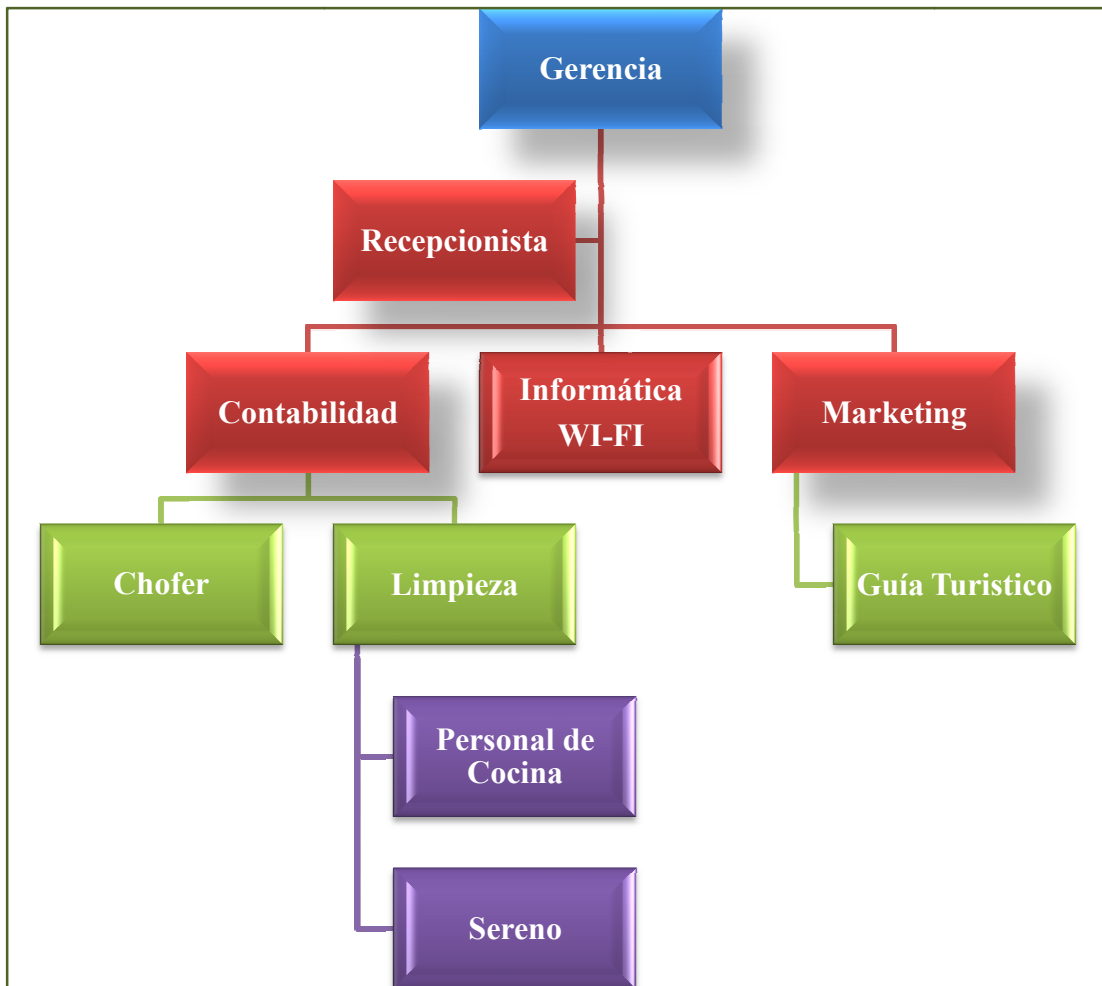 Gerencia
Recepcionista
Contabilidad
Informática
WI-FI
Marketing
Chofer
Limpieza
Guía Turistico
Personal de
Cocina
Sereno